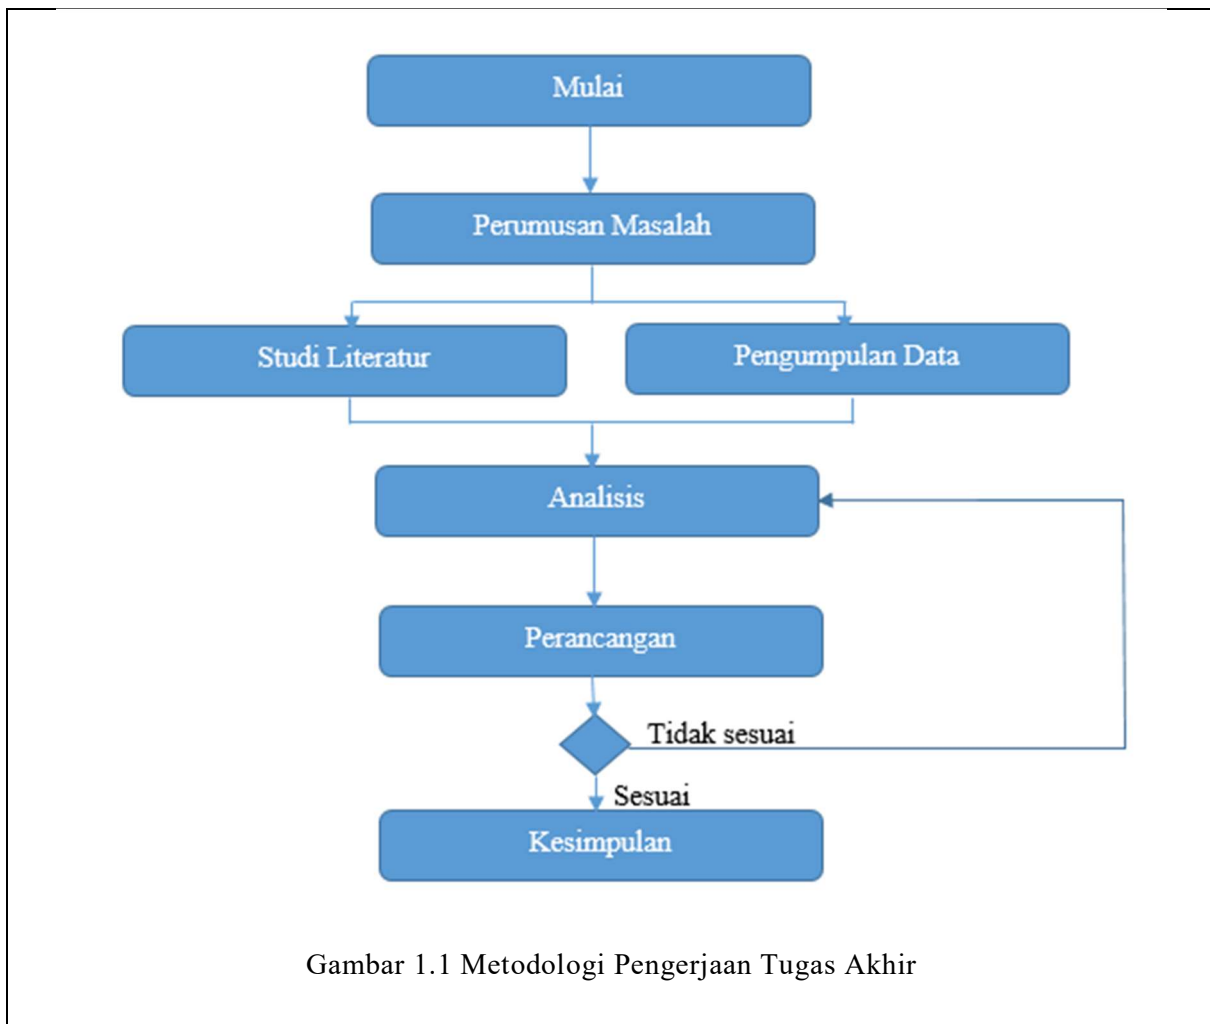 Mulai
Perumusan Masalah
Studi Literatur
Pengumpulan Data
Analisis
Perancangan
Tidak sesuai
Sesuai
Kesimpulan
Gambar 1.1 Metodologi Pengerjaan Tugas Akhir